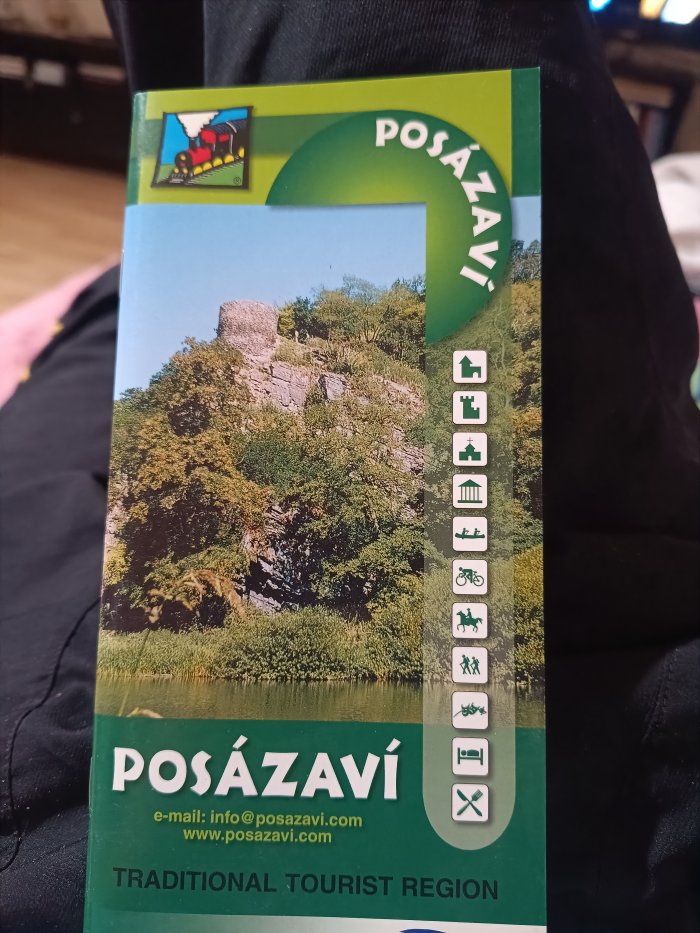 POSÁZAVÍ
POSÁZAVÍ
e-mail: info@posazavi.com
www.posazavi.com
TRADITIONAL TOURIST REGION